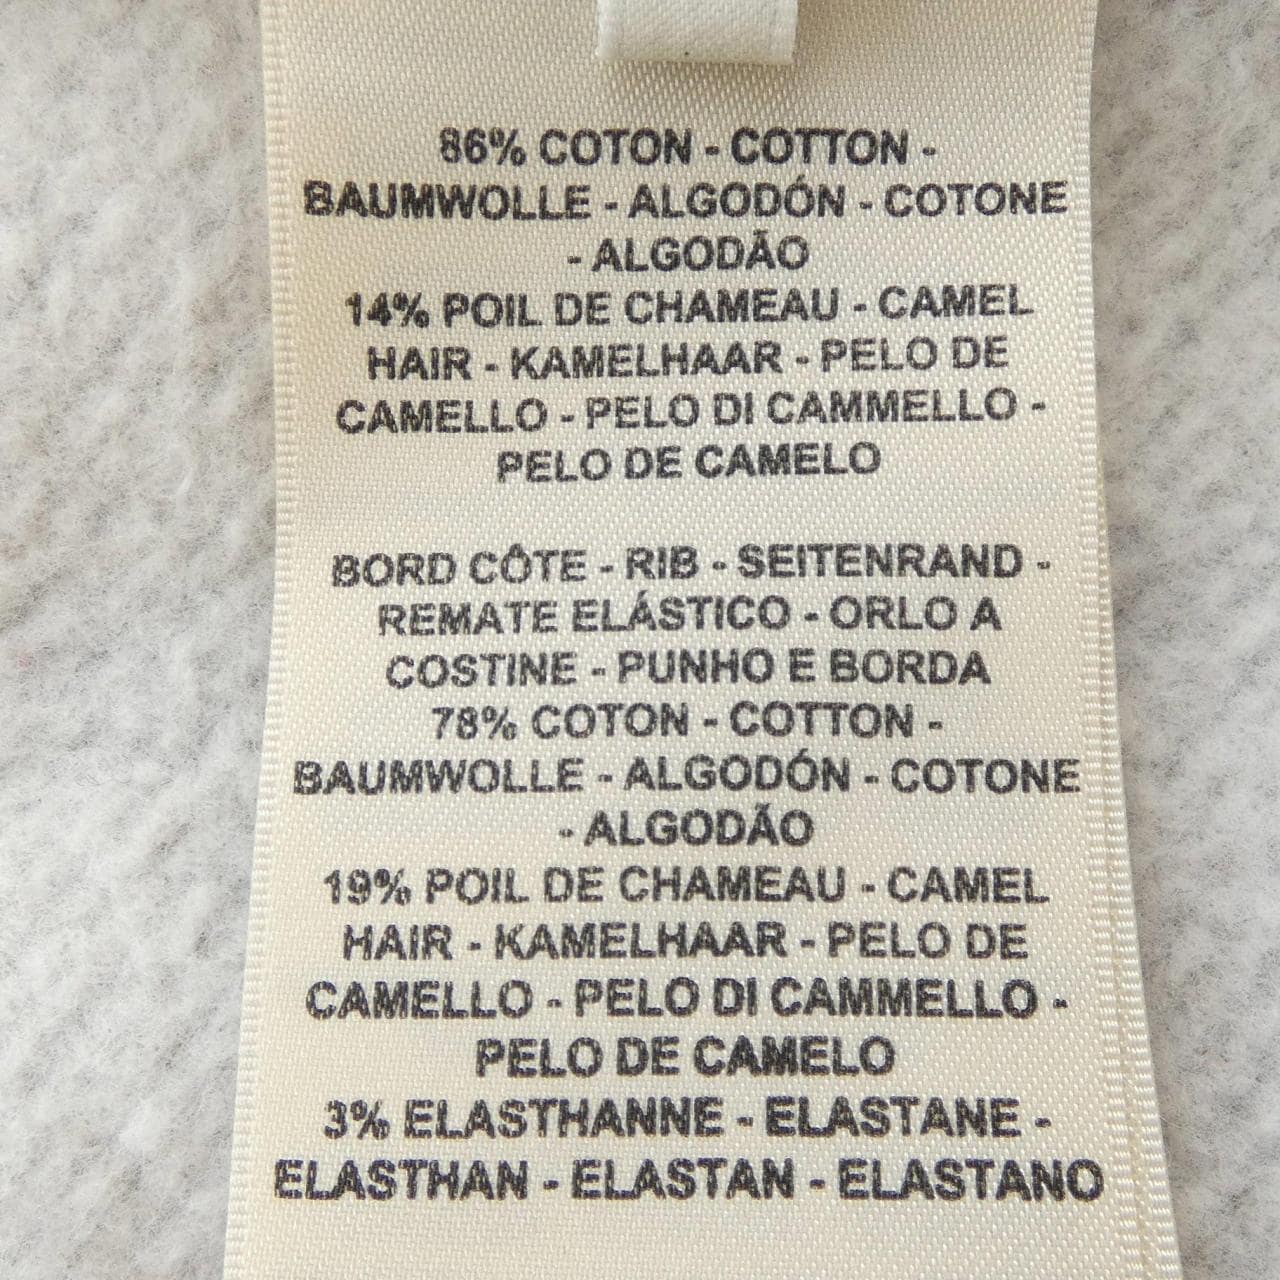 86% COTON - COTTON -
BAUMWOLLE - ALGODÓN - COTONE
- ALGODÃO
14% POIL DE CHAMEAU - CAMEL
HAIR - KAMELHAAR - PELO DE
CAMELLO - PELO DI CAMMELLO -
PELO DE CAMELO
BORD CÔTE - RIB - SEITENRAND -
REMATE ELÁSTICO - ORLO A
COSTINE - PUNHO E BORDA
78% COTON - COTTON -
BAUMWOLLE - ALGODÓN - COTONE
- ALGODÃO
19% POIL DE CHAMEAU - CAMEL
HAIR - KAMELHAAR - PELO DE
CAMELLO - PELO DI CAMMELLO -
PELO DE CAMELO
3% ELASTHANNE - ELASTANE -
ELASTHAN - ELASTAN - ELASTANO